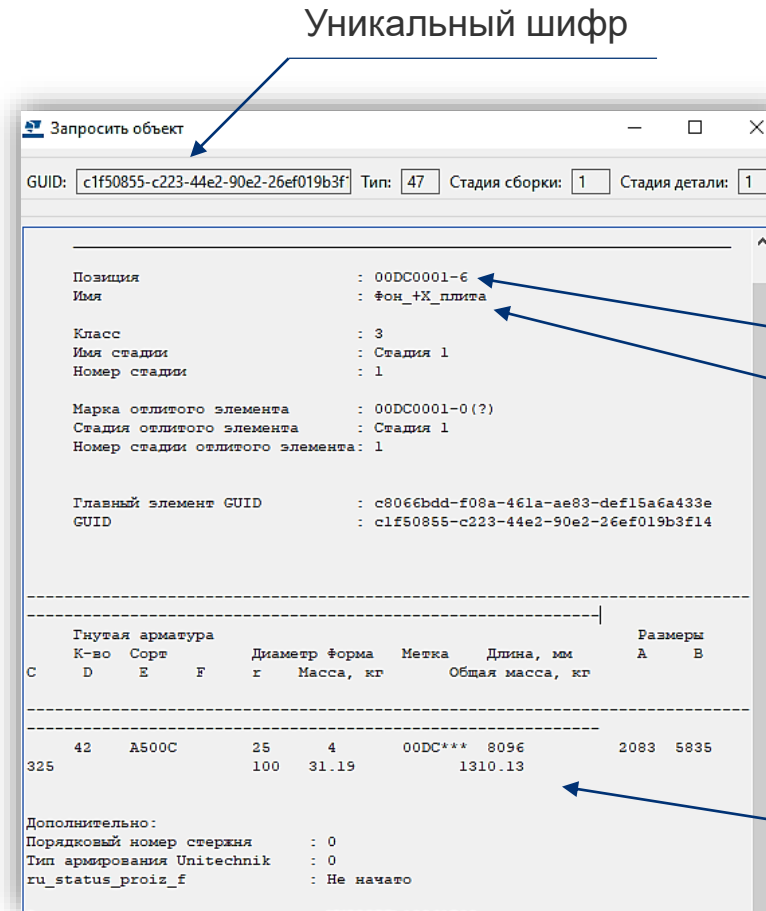 Уникальный шифр
Запросить объект
GUID: c1f50855-c223-44e2-90e2-26ef019b3f1 Тип: 47 Стадия сборки: 1 Стадия детали: 1
Позиция : 00DC0001-6
Имя : Фон_+X_плита
Класс : 3
Имя стадии : Стадия 1
Номер стадии : 1
Марка отлитого элемента : 00DC0001-0(?)
Стадия отлитого элемента : Стадия 1
Номер стадии отлитого элемента: 1
Главный элемент GUID : c8066bdd-f08a-461a-ae83-def15a6a433e
GUID : c1f50855-c223-44e2-90e2-26ef019b3f14
Гнутая арматура Размеры
К-во Сорт Диаметр Форма Метка Длина, мм A B
C D E F r Масса, кг Общая масса, кг
42 A500C 25 4 00DC*** 8096 2083 5835
325 100 31.19 1310.13
Дополнительно:
Порядковый номер стержня : 0
Тип армирования Unitechnik : 0
ru_status_proiz_f : Не начато